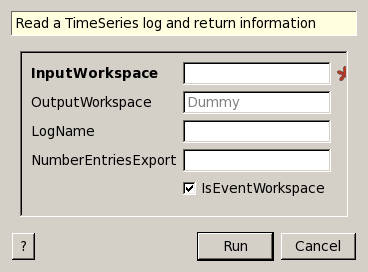 Read a TimeSeries log and return information
InputWorkspace
OutputWorkspace Dummy
LogName
NumberEntriesExport
IsEventWorkspace
? Run Cancel